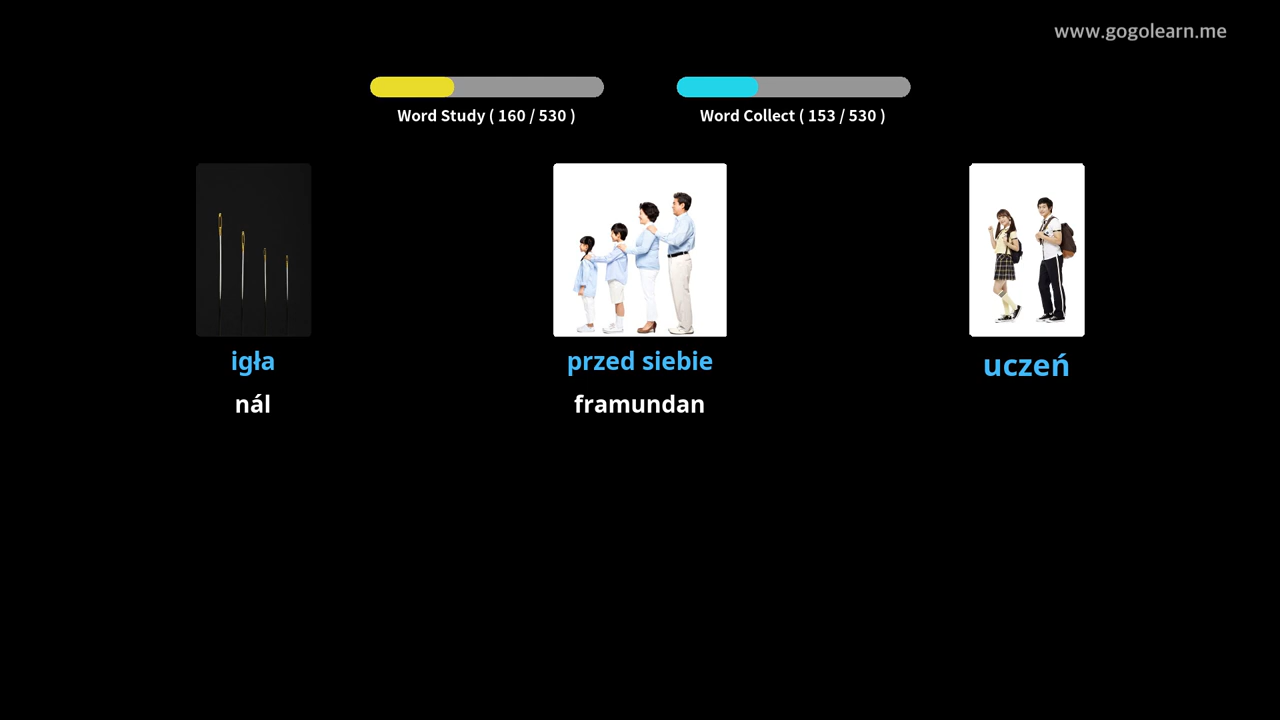 www.gogolearn.me
Word Study ( 160 / 530 )
Word Collect ( 153 / 530 )
igła
przed siebie
uczeń
nál
framundan